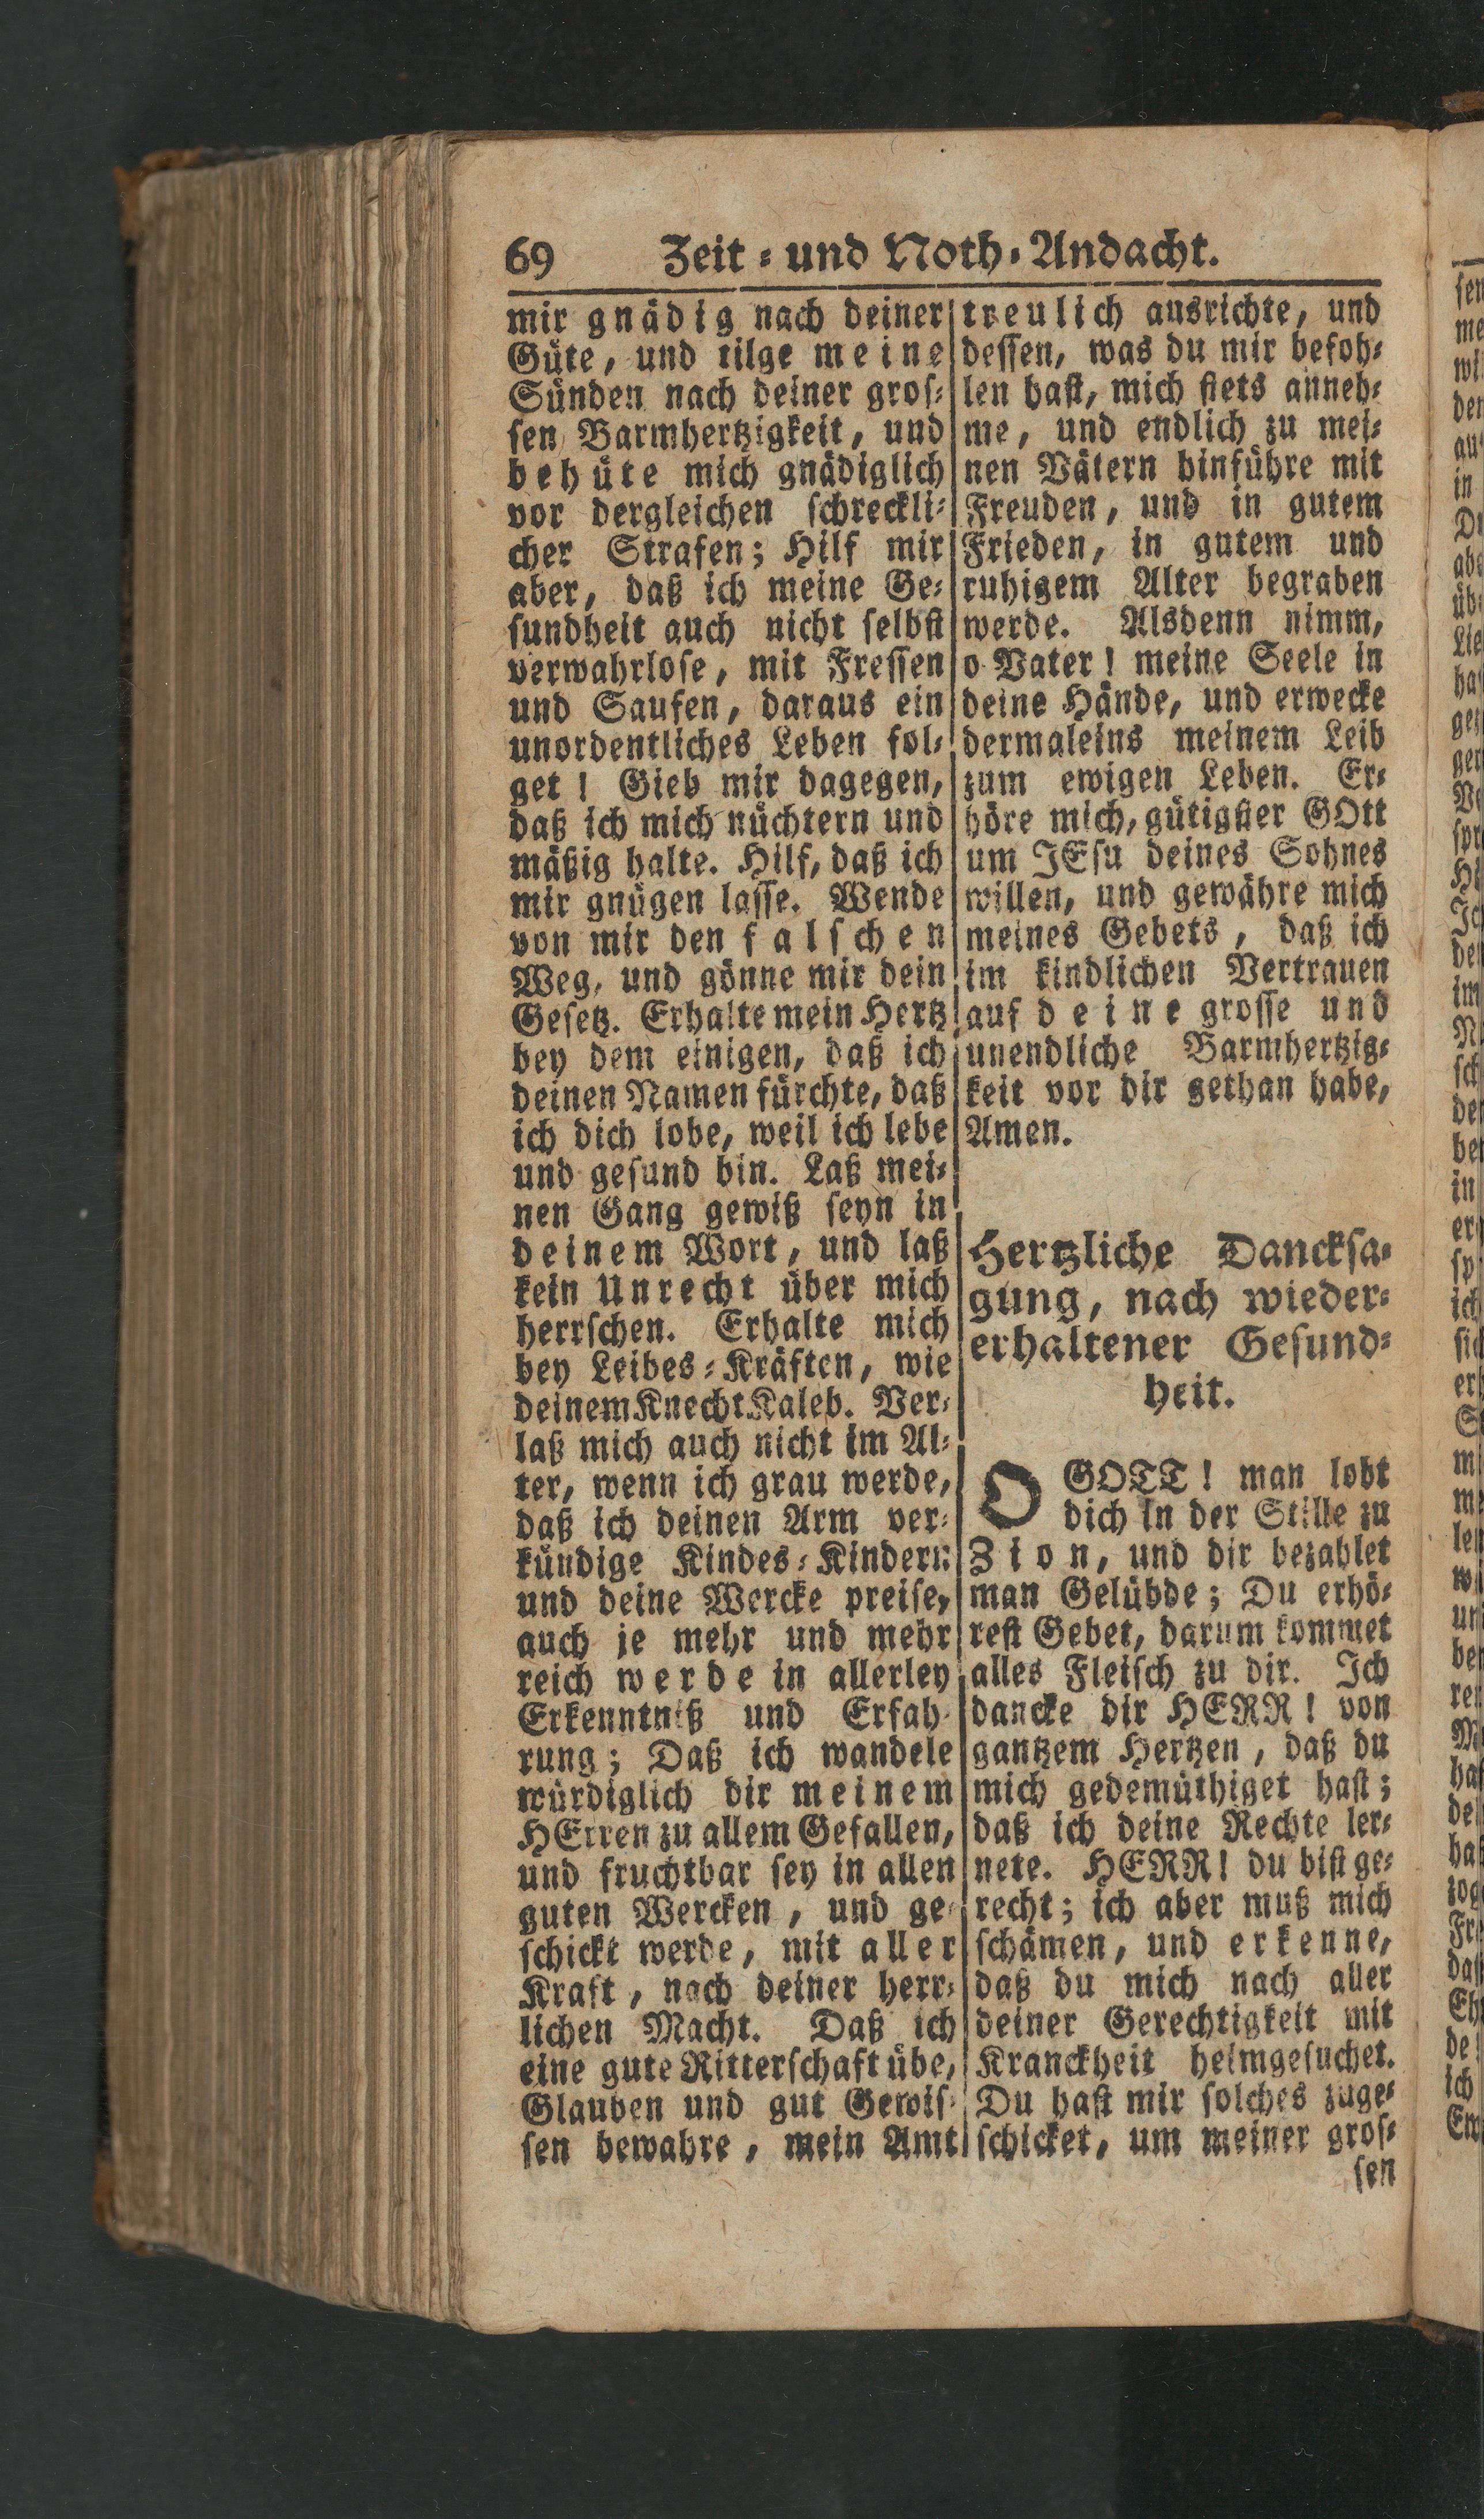 69 Zeit- und Noth-Andacht.
mir gnädig nach deiner
Güte, und tilge meine
Sünden nach deiner gros-
sen Barmhertzigkeit, und
behüte mich gnädiglich
vor dergleichen schreckli-
cher Strafen; Hilf mir
aber, daß ich meine Ge-
sundheit auch nicht selbst
verwahrlose, mit Fressen
und Saufen, daraus ein
unordentliches Leben fol-
get! Gieb mir dagegen,
daß ich mich nüchtern und
mäßig halte. Hilf, daß ich
mir gnügen lasse. Wende
von mir den falschen
Weg, und gönne mir dein
Gesetz. Erhalte mein Hertz
bey dem einigen, daß ich
deinen Namen fürchte, daß
ich dich lobe, weil ich lebe
und gesund bin. Laß mei-
nen Gang gewiß seyn in
deinem Wort, und laß
kein Unrecht über mich
herrschen. Erhalte mich
bey Leibes-Kräften, wie
deinem Knecht Kaleb. Ver-
laß mich auch nicht im Al-
ter, wenn ich grau werde,
daß ich deinen Arm ver-
kündige Kindes-Kindern
und deine Wercke preise,
auch je mehr und mehr
reich werde in allerley
Erkenntniß und Erfah-
rung; Daß ich wandele
würdiglich dir meinem
HErren zu allem Gefallen,
und fruchtbar sey in allen
guten Wercken, und ge-
schickt werde, mit aller
Kraft, nach deiner herr-
lichen Macht. Daß ich
eine gute Ritterschaft übe,
Glauben und gut Gewis-
sen bewahre, mein Amt
treulich ausrichte, und
dessen, was du mir befoh-
len hast, mich stets anneh-
me, und endlich zu mei-
nen Vätern hinführe mit
Freuden, und in gutem
Frieden, in gutem und
ruhigem Alter begraben
werde. Alsdenn nimm,
o Vater! meine Seele in
deine Hände, und erwecke
dermaleins meinem Leib
zum ewigen Leben. Er-
höre mich, gütigster GOtt
um JEsu deines Sohnes
willen, und gewähre mich
meines Gebets, daß ich
im kindlichen Vertrauen
auf deine grosse und
unendliche Barmhertzig-
keit vor dir gethan habe,
Amen.
Hertzliche Dancksa-
gung, nach wieder-
erhaltener Gesund-
heit.
O GOTT! man lobt
dich in der Stille zu
Zion, und dir bezahlet
man Gelübde; Du erhö-
rest Gebet, darum kommet
alles Fleisch zu dir. Ich
dancke dir HERR! von
gantzem Hertzen, daß du
mich gedemüthiget hast;
daß ich deine Rechte ler-
nete. HERR! du bist ge-
recht; ich aber muß mich
schämen, und erkenne,
daß du mich nach aller
deiner Gerechtigkeit mit
Kranckheit heimgesuchet.
Du hast mir solches zuge-
schicket, um meiner gros-
sen